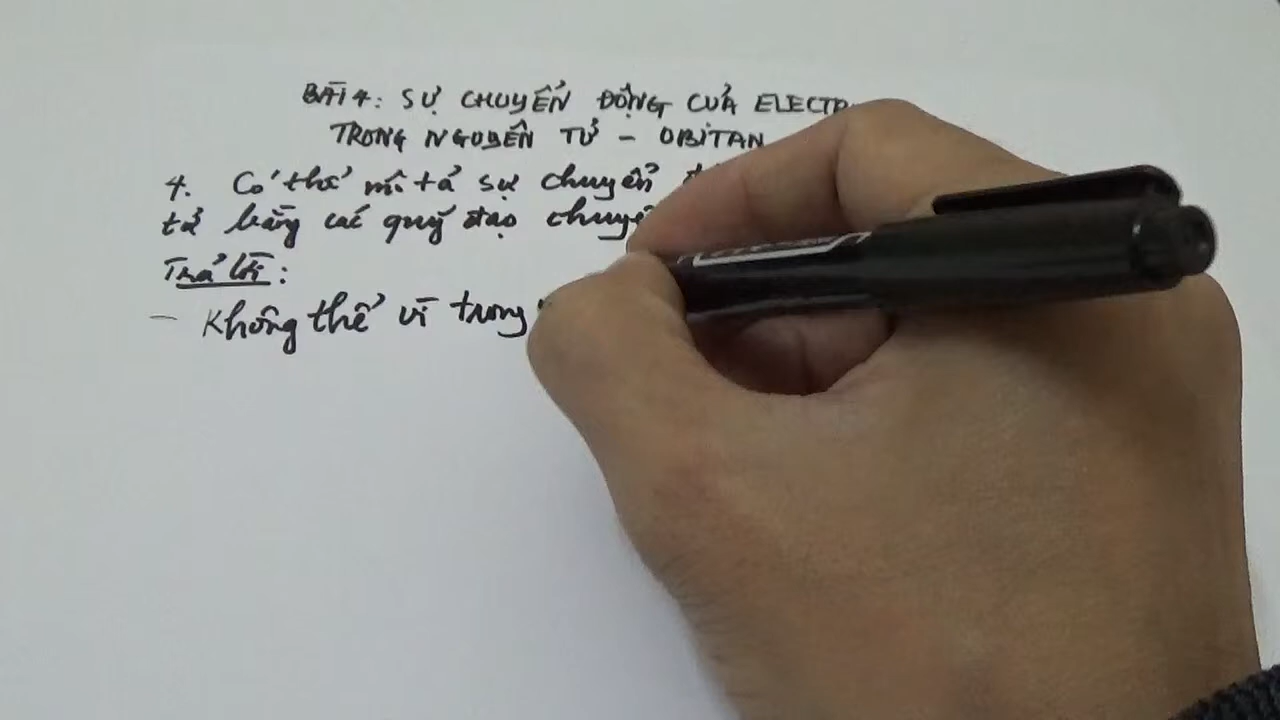 BÀI 4: SỰ CHUYỂN ĐỘNG CỦA ELECTR
TRONG NGUYÊN TỬ - OBITAN
4. Có thể mô tả sự chuyển
tử bằng các quỹ đạo chuyể
Trả lời:
- Không thể vì trong